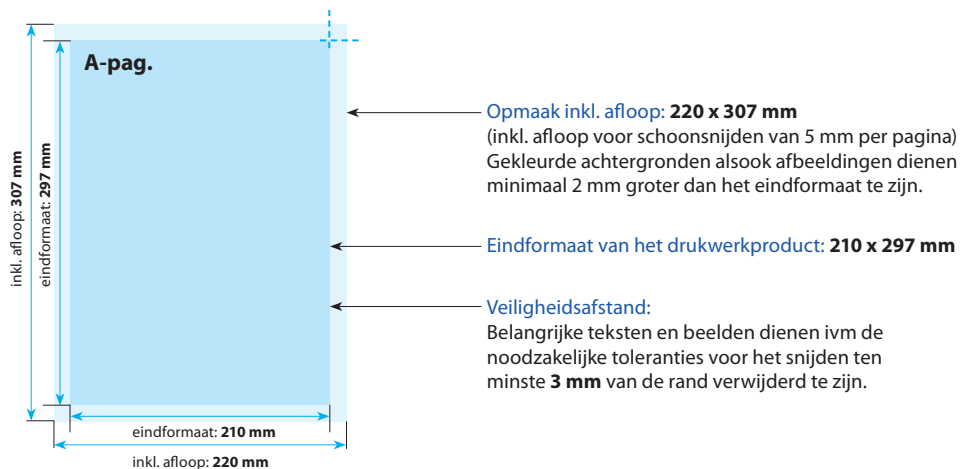 A-pag.
Opmaak inkl. afloop: 220 x 307 mm
(inkl. afloop voor schoonsnijden van 5 mm per pagina)
Gekleurde achtergronden alsook afbeeldingen dienen
minimaal 2 mm groter dan het eindformaat te zijn.
inkl. afloop: 307 mm
eindformaat: 297 mm
Eindformaat van het drukwerkproduct: 210 x 297 mm
Veiligheidsafstand:
Belangrijke teksten en beelden dienen ivm de
noodzakelijke toleranties voor het snijden ten
minste 3 mm van de rand verwijderd te zijn.
eindformaat: 210 mm
inkl. afloop: 220 mm